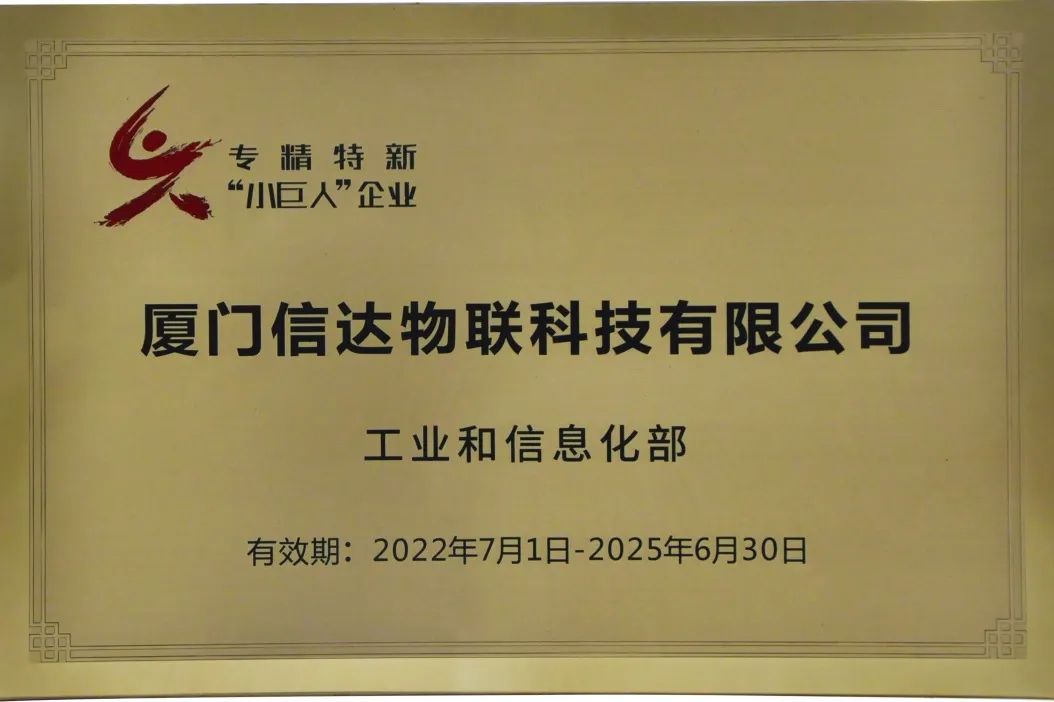 专精特新
“小巨人”企业
厦门信达物联科技有限公司
工业和信息化部
有效期：2022年7月1日-2025年6月30日